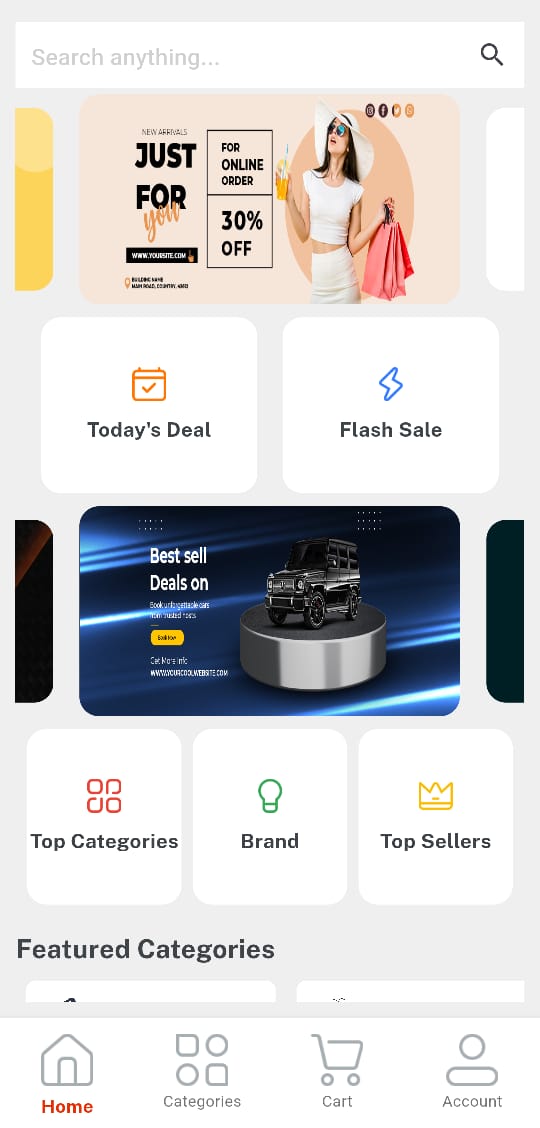 Search anything...
NEW ARRIVALS
JUST
FOR
you
WWW.YOURSITE.COM
BUILDING NAME
MAIN ROAD, COUNTRY, 48912
FOR
ONLINE
ORDER
30%
OFF
Today's Deal
Flash Sale
Best sell
Deals on
Book unforgettable cars
from trusted hosts
Book Now
Get More Info
WWW.YOURCOOLWEBSITE.COM
Top Categories
Brand
Top Sellers
Featured Categories
Home
Categories
Cart
Account